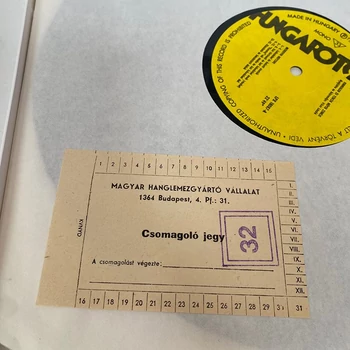 MADE IN HUNGARY
MONO
HUNGAROTON
UNAUTHORIZED COPYING OF THIS RECORD IS PROHIBITED
A TÖRVÉNY VÉDI
1 2 3 4 5 6 7 8 9 10 11 12 13 14 15
MAGYAR HANGLEMEZGYÁRTÓ VÁLLALAT
1364 Budapest, 4. Pf.: 31.
Csomagoló jegy
32
A csomagolást végezte:
I.
II.
III.
IV.
V.
VI.
VII.
VIII.
IX.
X.
XI.
XII.
16 17 18 19 20 21 22 23 24 25 26 27 28 29 30 31